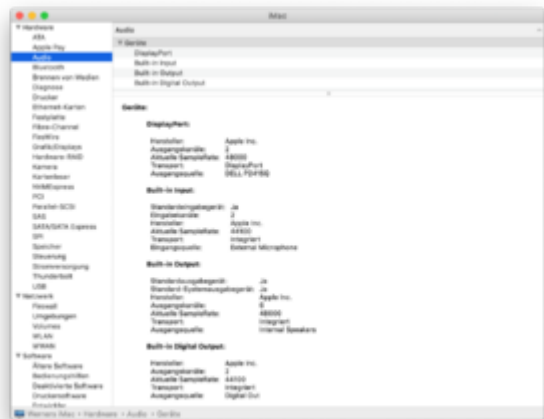 iMac
Hardware
ATA
Apple Pay
Audio
Bluetooth
Brennen von Medien
Diagnose
Drucker
Ethernet-Karten
Festplatte
Fibre-Channel
FireWire
Grafik/Displays
Hardware-RAID
Kamera
Kartenleser
NVMExpress
PCI
Parallel-SCSI
SAS
SATA/SATA Express
SPI
Speicher
Steuerung
Stromversorgung
Thunderbolt
USB
Netzwerk
Firewall
Umgebungen
Volumes
WLAN
WWAN
Software
Ältere Software
Bedienungshilfen
Deaktivierte Software
Druckersoftware
Entwickler
Audio
Geräte
DisplayPort
Built-in Input
Built-in Output
Built-in Digital Output
Geräte:
DisplayPort:
Hersteller: Apple Inc.
Ausgangskanäle: 2
Aktuelle SampleRate: 48000
Transport: DisplayPort
Ausgangsquelle: DELL
Built-in Input:
Standardeingabegerät: Ja
Eingabekanäle: 2
Hersteller: Apple Inc.
Aktuelle SampleRate: 44100
Transport: Integriert
Eingangsquelle: External Microphone
Built-in Output:
Standardausgabegerät: Ja
Standard-Systemausgabegerät: Ja
Hersteller: Apple Inc.
Ausgangskanäle: 6
Aktuelle SampleRate: 48000
Transport: Integriert
Ausgangsquelle: Internal Speakers
Built-in Digital Output:
Hersteller: Apple Inc.
Ausgangskanäle: 2
Aktuelle SampleRate: 44100
Transport: Integriert
Ausgangsquelle: Digital Out
Werners iMac › Hardware › Audio › Geräte